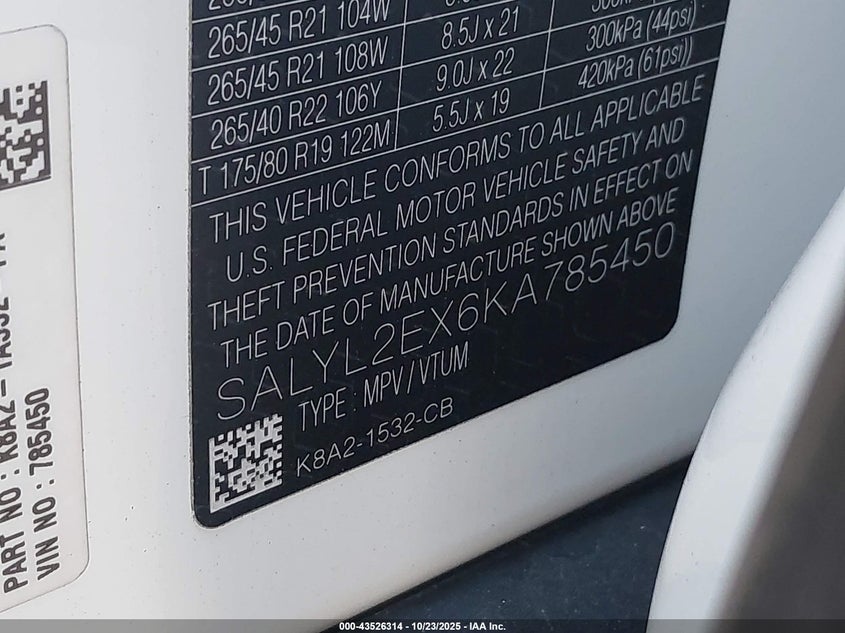 265/45 R21 104W 8.5J x 21 300kPa (44psi)
265/45 R21 108W 9.0J x 22 420kPa (61psi))
265/40 R22 106Y 5.5J x 19
T 175/80 R19 122M
THIS VEHICLE CONFORMS TO ALL APPLICABLE
U.S. FEDERAL MOTOR VEHICLE SAFETY AND
THEFT PREVENTION STANDARDS IN EFFECT ON
THE DATE OF MANUFACTURE SHOWN ABOVE
SALYL2EX6KA785450
TYPE : MPV / VTUM
K8A2-1532-CB
PART NO : K8A2 –
VIN NO : 785450
000-43526314 - 10/23/2025 - IAA Inc.